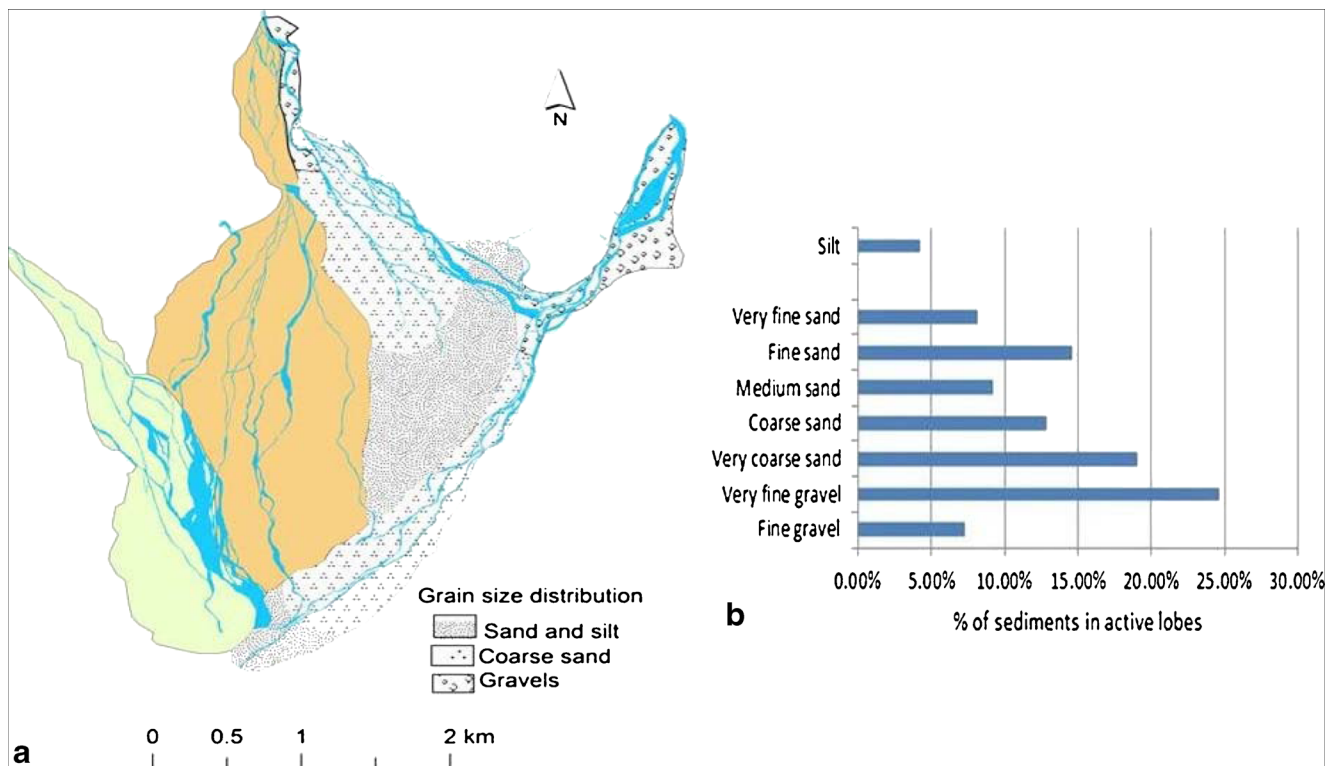 N
Grain size distribution
Sand and silt
Coarse sand
Gravels
0 0.5 1 2 km
a
Silt
Very fine sand
Fine sand
Medium sand
Coarse sand
Very coarse sand
Very fine gravel
Fine gravel
0.00% 5.00% 10.00% 15.00% 20.00% 25.00% 30.00%
% of sediments in active lobes
b